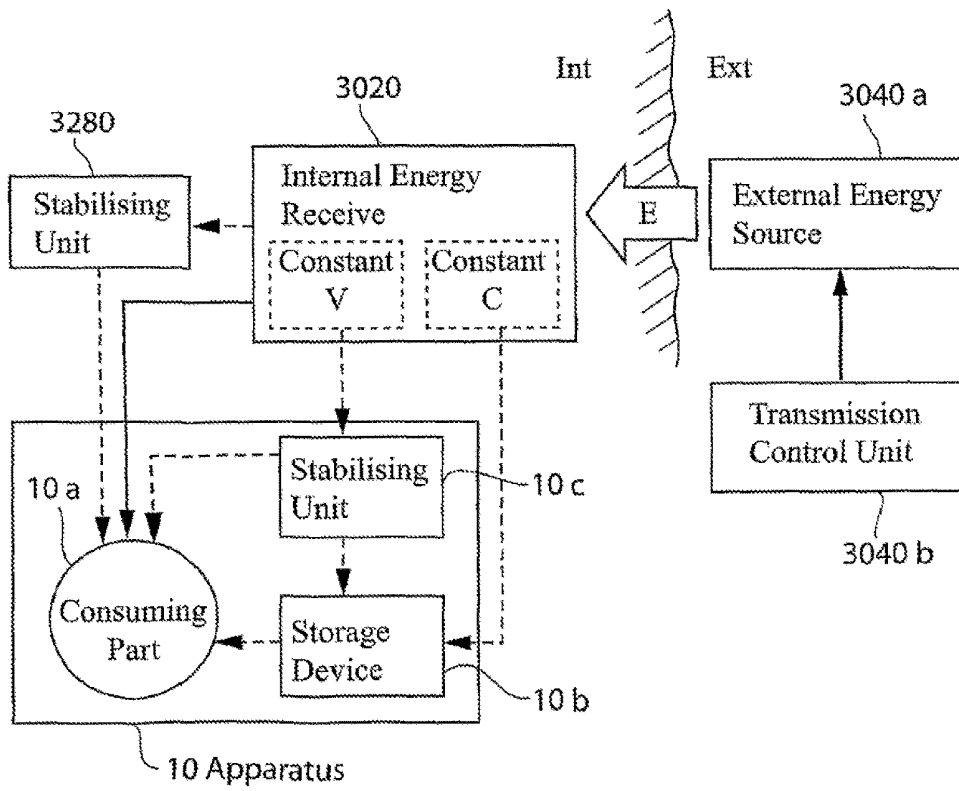 Int
Ext
3020
3040 a
3280
Internal Energy
Receive
External Energy
Source
Stabilising
Unit
E
Constant
V
Constant
C
Transmission
Control Unit
Stabilising
Unit
10 a
10 c
3040 b
Consuming
Part
Storage
Device
10 b
10 Apparatus